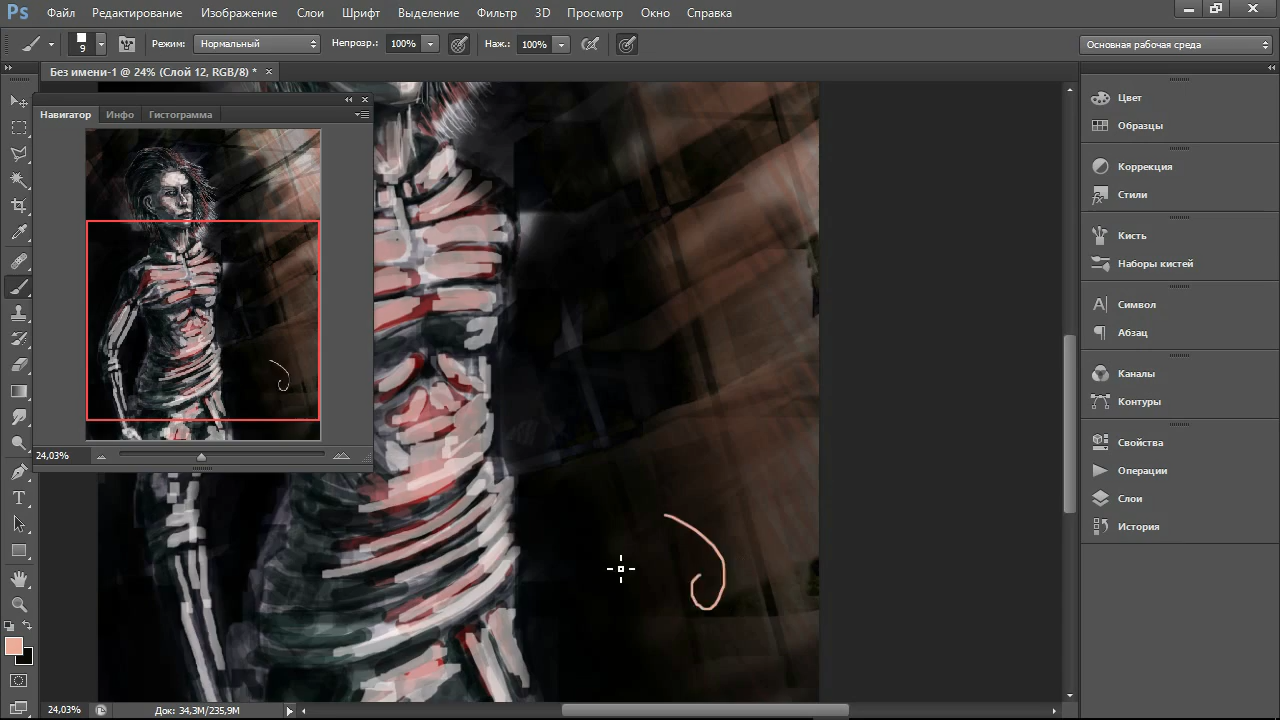 Ps Файл Редактирование Изображение Слои Шрифт Выделение Фильтр 3D Просмотр Окно Справка
9 Режим: Нормальный Непрозр.: 100% Наж.: 100% Основная рабочая среда
Без имени-1 @ 24% (Слой 12, RGB/8) * ×
Навигатор Инфо Гистограмма
24,03%
Цвет
Образцы
Коррекция
Стили
Кисть
Наборы кистей
Символ
Абзац
Каналы
Контуры
Свойства
Операции
Слои
История
24,03% Док: 34,3M/235,9M